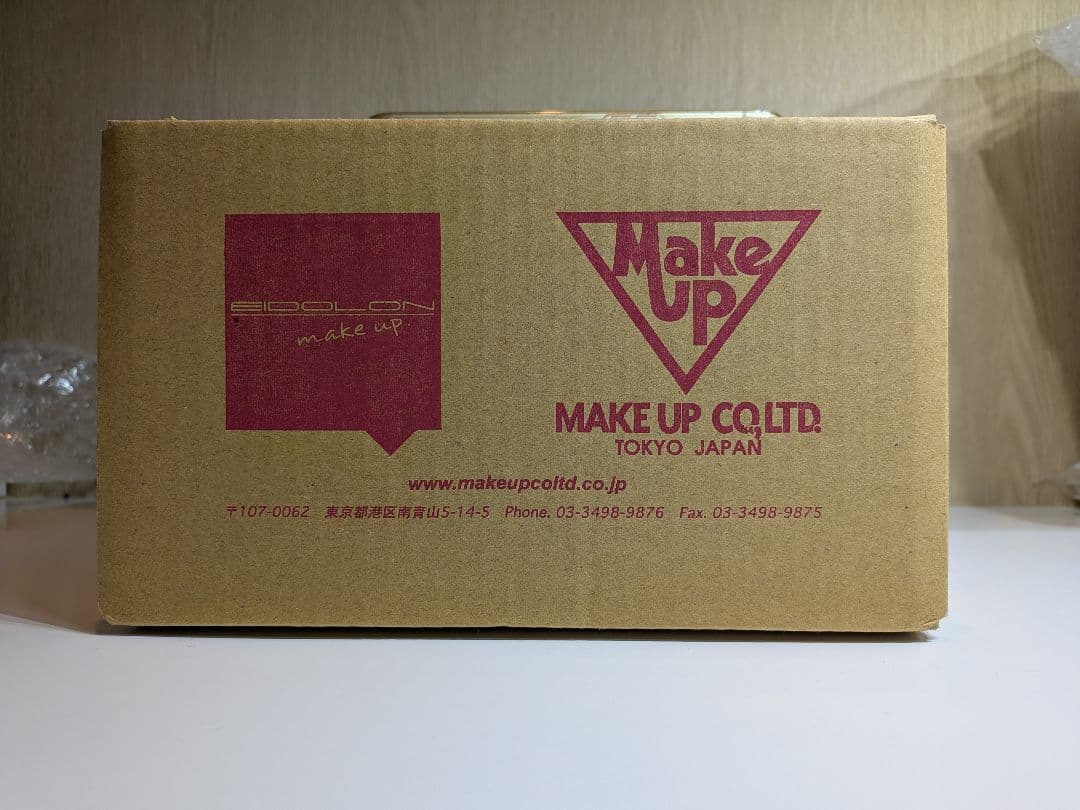 EIDOLON
make up.
Make
Up
MAKE UP CO.,LTD.
TOKYO JAPAN
www.makeupcoltd.co.jp
〒107-0062 東京都港区南青山5-14-5 Phone. 03-3498-9876 Fax. 03-3498-9875